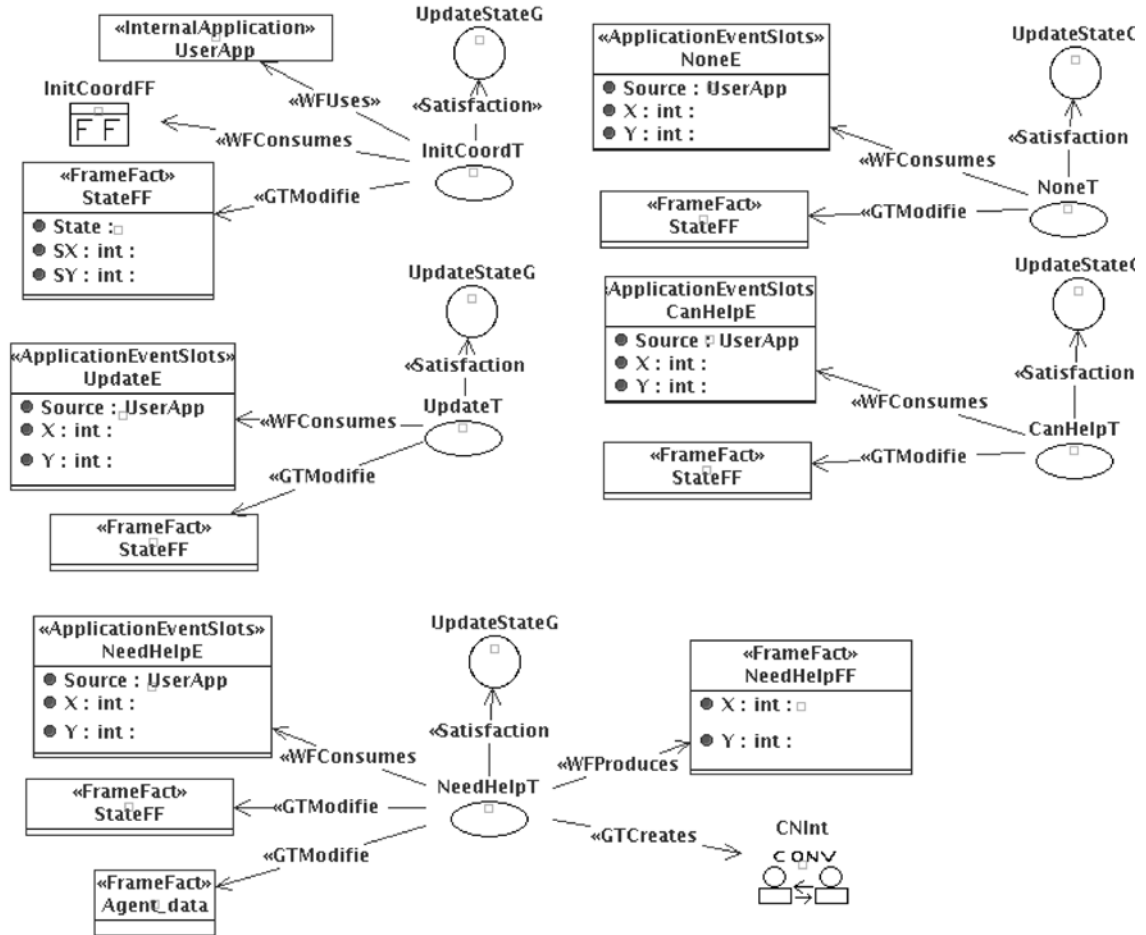 UpdateStateG
«InternalApplication»
UserApp
InitCoordFF
F F
«WFUses»
«Satisfaction»
«WFConsumes
InitCoordT
«FrameFact»
StateFF
«GTModifie
State :
SX : int :
SY : int :
UpdateStateG
«ApplicationEventSlots»
NoneE
Source : UserApp
X : int :
Y : int :
«Satisfaction
«WFConsumes
NoneT
«FrameFact»
StateFF
«GTModifie
UpdateStateG
«ApplicationEventSlots»
UpdateE
Source : UserApp
X : int :
Y : int :
«Satisfaction
UpdateT
«WFConsumes
«GTModifie
«FrameFact»
StateFF
UpdateStateG
ApplicationEventSlots
CanHelpE
Source : UserApp
X : int :
Y : int :
«Satisfaction
«WFConsumes
CanHelpT
«FrameFact»
StateFF
«GTModifie
UpdateStateG
«ApplicationEventSlots»
NeedHelpE
Source : UserApp
X : int :
Y : int :
«FrameFact»
NeedHelpFF
X : int :
Y : int :
«Satisfaction
«WFConsumes
«WFProduces
NeedHelpT
«FrameFact»
StateFF
«GTModifie
«GTCreates
CNInt
CONV
«GTModifie
«FrameFact»
Agent_data